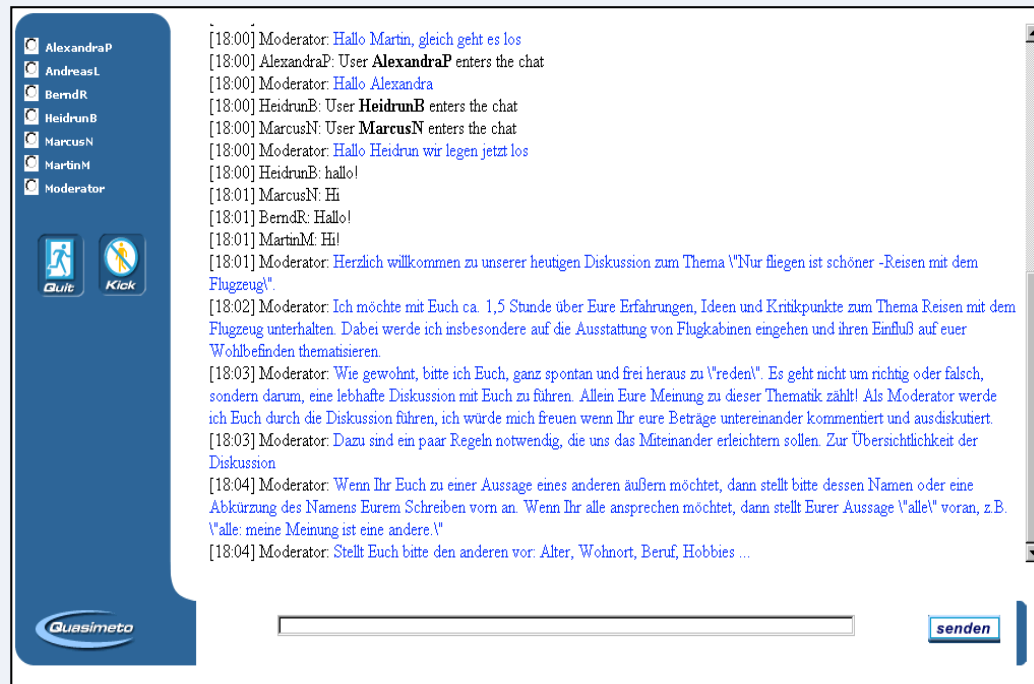 AlexandraP
AndreasL
BerndR
HeidrunB
MarcusN
MartinM
Moderator
Quit
Kick
[18:00] Moderator: Hallo Martin, gleich geht es los
[18:00] AlexandraP: User AlexandraP enters the chat
[18:00] Moderator: Hallo Alexandra
[18:00] HeidrunB: User HeidrunB enters the chat
[18:00] MarcusN: User MarcusN enters the chat
[18:00] Moderator: Hallo Heidrun wir legen jetzt los
[18:00] HeidrunB: hallo!
[18:01] MarcusN: Hi
[18:01] BerndR: Hallo!
[18:01] MartinM: Hi!
[18:01] Moderator: Herzlich willkommen zu unserer heutigen Diskussion zum Thema \"Nur fliegen ist schöner -Reisen mit dem
Flugzeug\".
[18:02] Moderator: Ich möchte mit Euch ca. 1,5 Stunde über Eure Erfahrungen, Ideen und Kritikpunkte zum Thema Reisen mit dem
Flugzeug unterhalten. Dabei werde ich insbesondere auf die Ausstattung von Flugkabinen eingehen und ihren Einfluß auf euer
Wohlbefinden thematisieren.
[18:03] Moderator: Wie gewohnt, bitte ich Euch, ganz spontan und frei heraus zu \"reden\". Es geht nicht um richtig oder falsch,
sondern darum, eine lebhafte Diskussion mit Euch zu führen. Allein Eure Meinung zu dieser Thematik zählt! Als Moderator werde
ich Euch durch die Diskussion führen, ich würde mich freuen wenn Ihr eure Beträge untereinander kommentiert und ausdiskutiert.
[18:03] Moderator: Dazu sind ein paar Regeln notwendig, die uns das Miteinander erleichtern sollen. Zur Übersichtlichkeit der
Diskussion
[18:04] Moderator: Wenn Ihr Euch zu einer Aussage eines anderen äußern möchtet, dann stellt bitte dessen Namen oder eine
Abkürzung des Namens Eurem Schreiben vorn an. Wenn Ihr alle ansprechen möchtet, dann stellt Eurer Aussage \"alle\" voran, z.B.
\"alle: meine Meinung ist eine andere.\"
[18:04] Moderator: Stellt Euch bitte den anderen vor: Alter, Wohnort, Beruf, Hobbies ...
Quasimeto
senden